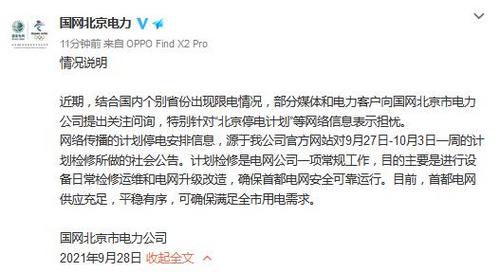 国网北京电力
11分钟前 来自 OPPO Find X2 Pro
情况说明
近期，结合国内个别省份出现限电情况，部分媒体和电力客户向国网北京市电力
公司提出关注问询，特别针对“北京停电计划”等网络信息表示担忧。
网络传播的计划停电安排信息，源于我公司官方网站对9月27日-10月3日一周的计
划检修所做的社会公告。计划检修是电网公司一项常规工作，目的主要是进行设
备日常检修运维和电网升级改造，确保首都电网安全可靠运行。目前，首都电网
供应充足，平稳有序，可确保满足全市用电需求。
国网北京市电力公司
2021年9月28日 收起全文